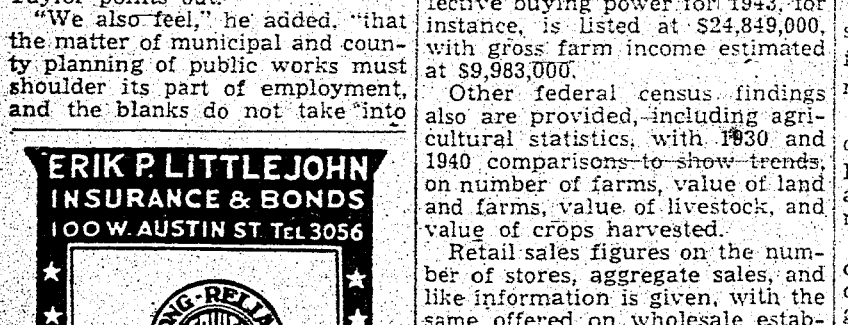 "We also feel," he added, "that
the matter of municipal and coun-
ty planning of public works must
shoulder its part of employment,
and the blanks do not take into
ERIK P. LITTLEJOHN
INSURANCE & BONDS
100 W. AUSTIN ST. TEL 3056
fective buying power for 1943, for
instance, is listed at $24,849,000,
with gross farm income estimated
at $9,983,000.
Other federal census findings
also are provided, including agri-
cultural statistics, with 1930 and
1940 comparisons to show trends,
on number of farms, value of land
and farms, value of livestock, and
value of crops harvested.
Retail sales figures on the num-
ber of stores, aggregate sales, and
like information is given, with the
same offered on wholesale estab-